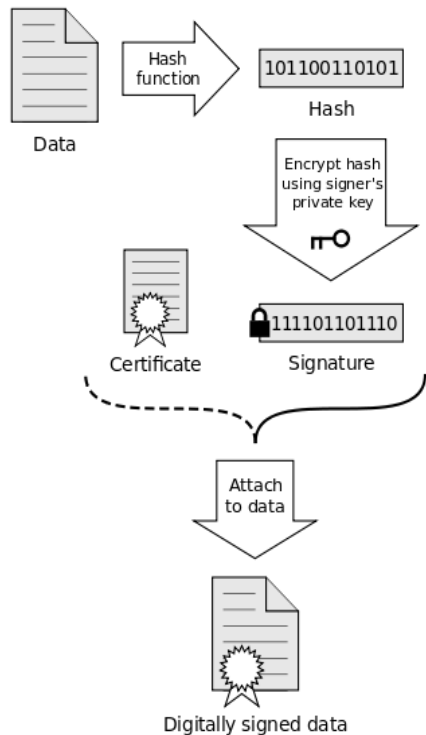 Hash
function
101100110101
Data
Hash
Encrypt hash
using signer's
private key
111101101110
Certificate
Signature
Attach
to data
Digitally signed data